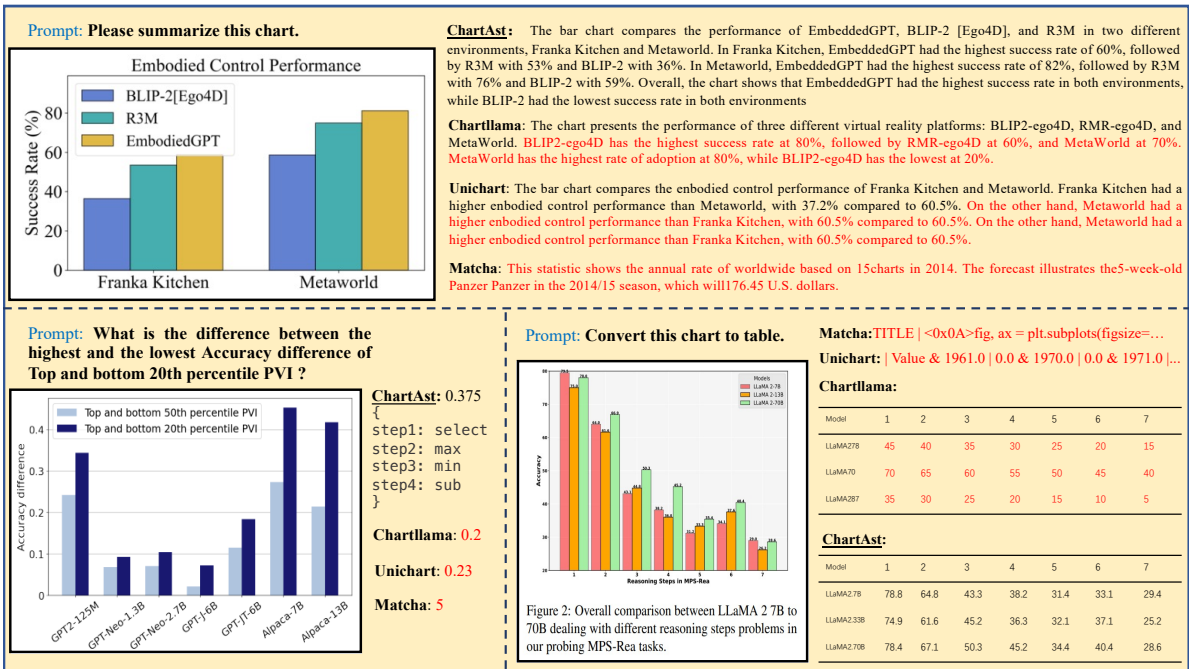 Prompt: Please summarize this chart.
Embodied Control Performance
BLIP-2[Ego4D]
R3M
EmbodiedGPT
Success Rate (%)
80
60
40
20
0
Franka Kitchen
Metaworld
ChartAst: The bar chart compares the performance of EmbeddedGPT, BLIP-2 [Ego4D], and R3M in two different
environments, Franka Kitchen and Metaworld. In Franka Kitchen, EmbeddedGPT had the highest success rate of 60%, followed
by R3M with 53% and BLIP-2 with 36%. In Metaworld, EmbeddedGPT had the highest success rate of 82%, followed by R3M
with 76% and BLIP-2 with 59%. Overall, the chart shows that EmbeddedGPT had the highest success rate in both environments,
while BLIP-2 had the lowest success rate in both environments
Chartllama: The chart presents the performance of three different virtual reality platforms: BLIP2-ego4D, RMR-ego4D, and
MetaWorld. BLIP2-ego4D has the highest success rate at 80%, followed by RMR-ego4D at 60%, and MetaWorld at 70%.
MetaWorld has the highest rate of adoption at 80%, while BLIP2-ego4D has the lowest at 20%.
Unichart: The bar chart compares the enbodied control performance of Franka Kitchen and Metaworld. Franka Kitchen had a
higher enbodied control performance than Metaworld, with 37.2% compared to 60.5%. On the other hand, Metaworld had a
higher enbodied control performance than Franka Kitchen, with 60.5% compared to 60.5%. On the other hand, Metaworld had a
higher enbodied control performance than Franka Kitchen, with 60.5% compared to 60.5%.
Matcha: This statistic shows the annual rate of worldwide based on 15charts in 2014. The forecast illustrates the5-week-old
Panzer Panzer in the 2014/15 season, which will176.45 U.S. dollars.
Prompt: What is the difference between the
highest and the lowest Accuracy difference of
Top and bottom 20th percentile PVI ?
Top and bottom 50th percentile PVI
Top and bottom 20th percentile PVI
Accuracy difference
0.4
0.3
0.2
0.1
0
GPT2-125M
GPT-Neo-1.3B
GPT-Neo-2.7B
GPT-J-6B
GPT-JT-6B
Alpaca-7B
Alpaca-13B
ChartAst: 0.375
{
step1: select
step2: max
step3: min
step4: sub
}
Chartllama: 0.2
Unichart: 0.23
Matcha: 5
Prompt: Convert this chart to table.
Models
LLaMA 2-7B
LLaMA 2-13B
LLaMA 2-70B
Accuracy
80
70
60
50
40
30
20
1 2 3 4 5 6 7
Reasoning Steps in MPS-Rea
Figure 2: Overall comparison between LLaMA 2 7B to
70B dealing with different reasoning steps problems in
our probing MPS-Rea tasks.
Matcha:TITLE | <0x0A>fig, ax = plt.subplots(figsize=…
Unichart: | Value & 1961.0 | 0.0 & 1970.0 | 0.0 & 1971.0 |...
Chartllama:
Model 1 2 3 4 5 6 7
LLaMA278 45 40 35 30 25 20 15
LLaMA70 70 65 60 55 50 45 40
LLaMA287 35 30 25 20 15 10 5
ChartAst:
Model 1 2 3 4 5 6 7
LLaMA2.7B 78.8 64.8 43.3 38.2 31.4 33.1 29.4
LLaMA2.33B 74.9 61.6 45.2 36.3 32.1 37.1 25.2
LLaMA2.70B 78.4 67.1 50.3 45.2 34.4 40.4 28.6